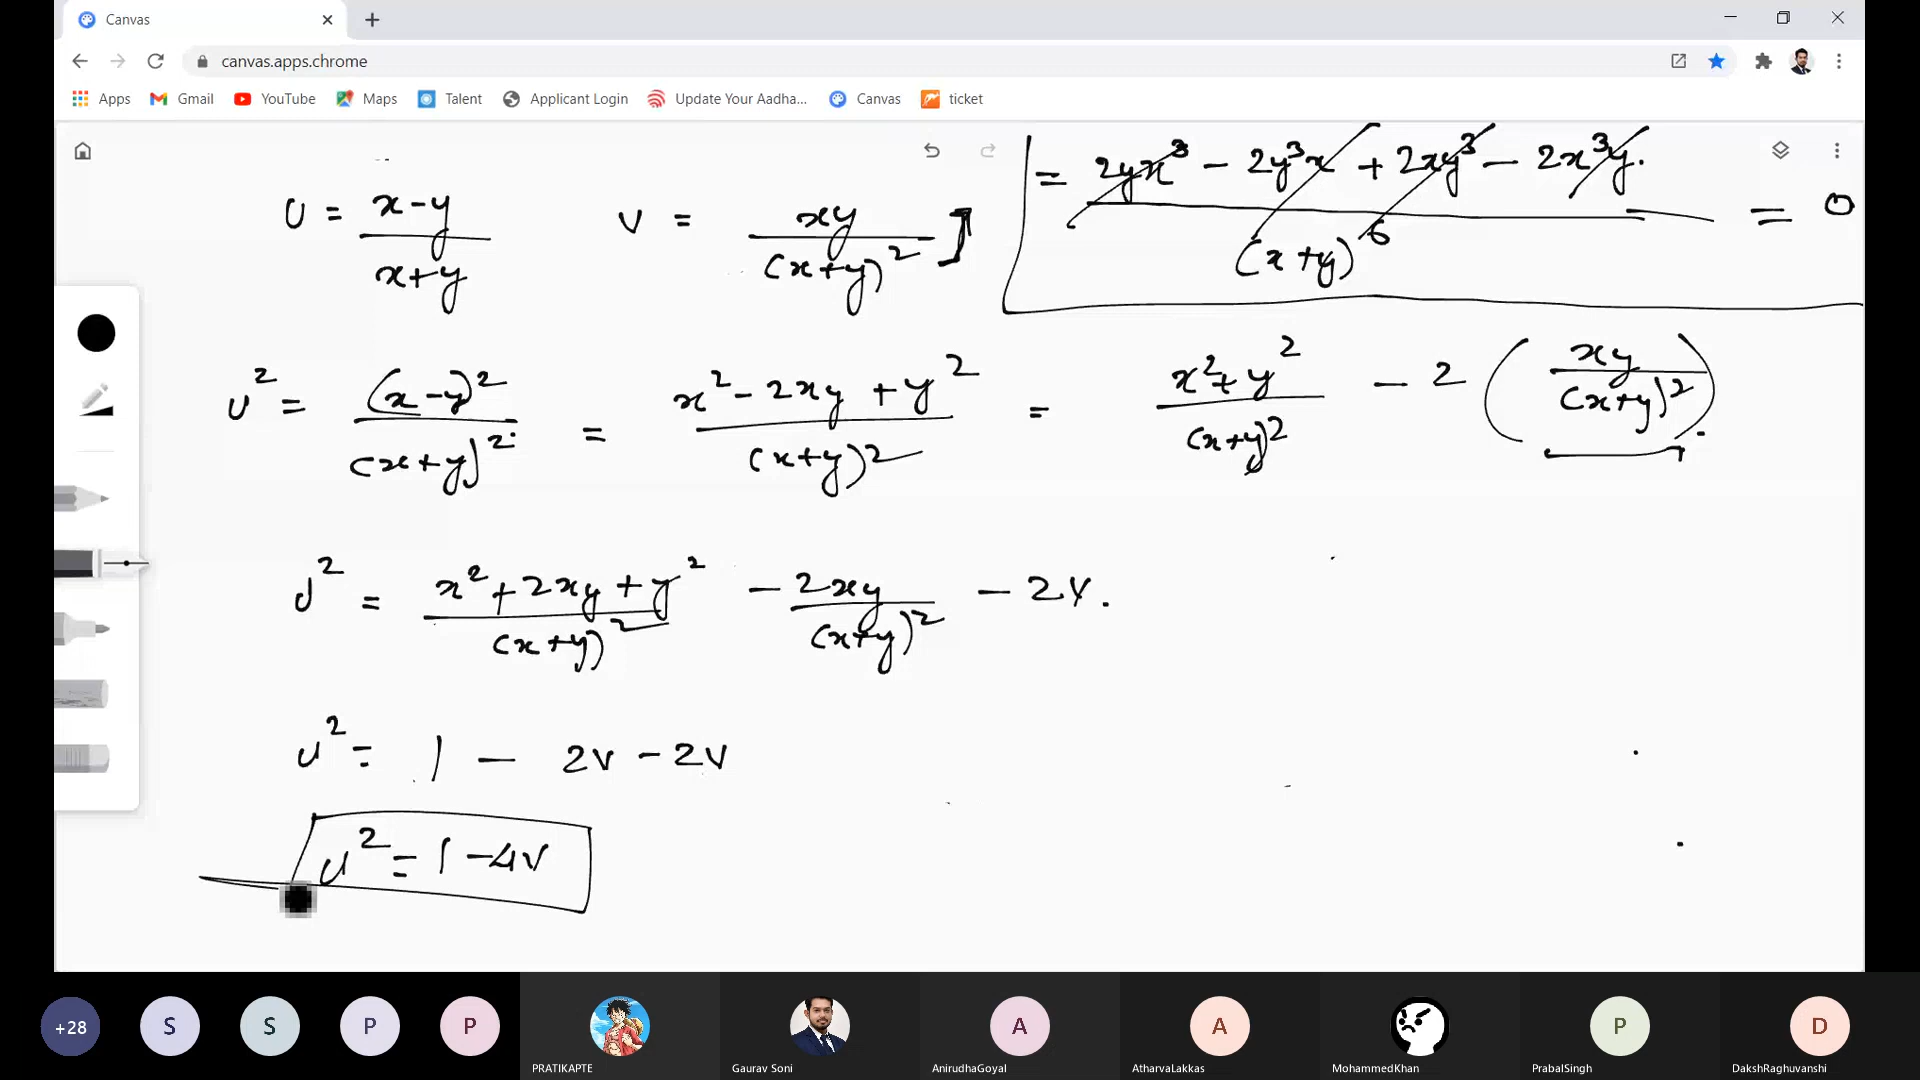 Canvas
canvas.apps.chrome
Apps Gmail YouTube Maps Talent Applicant Login Update Your Aadha... Canvas ticket
= (2yx³ - 2y³x + 2xy³ - 2x³y.) / (x+y)⁶ = 0
U = (x-y) / (x+y)   V = xy / (x+y)² ]
u² = (x-y)² / (x+y)² = (x² - 2xy + y²) / (x+y)² = (x²+y²) / (x+y)² - 2 (xy / (x+y)²).
u² = (x²+2xy+y²) / (x+y)² - 2xy / (x+y)² - 2V.
u² = 1 - 2V - 2V
u² = 1 - 4V
+28 S S P P A A P D
PRATIKAPTE Gaurav Soni AnirudhaGoyal AtharvaLakkas MohammedKhan PrabalSingh DakshRaghuvanshi